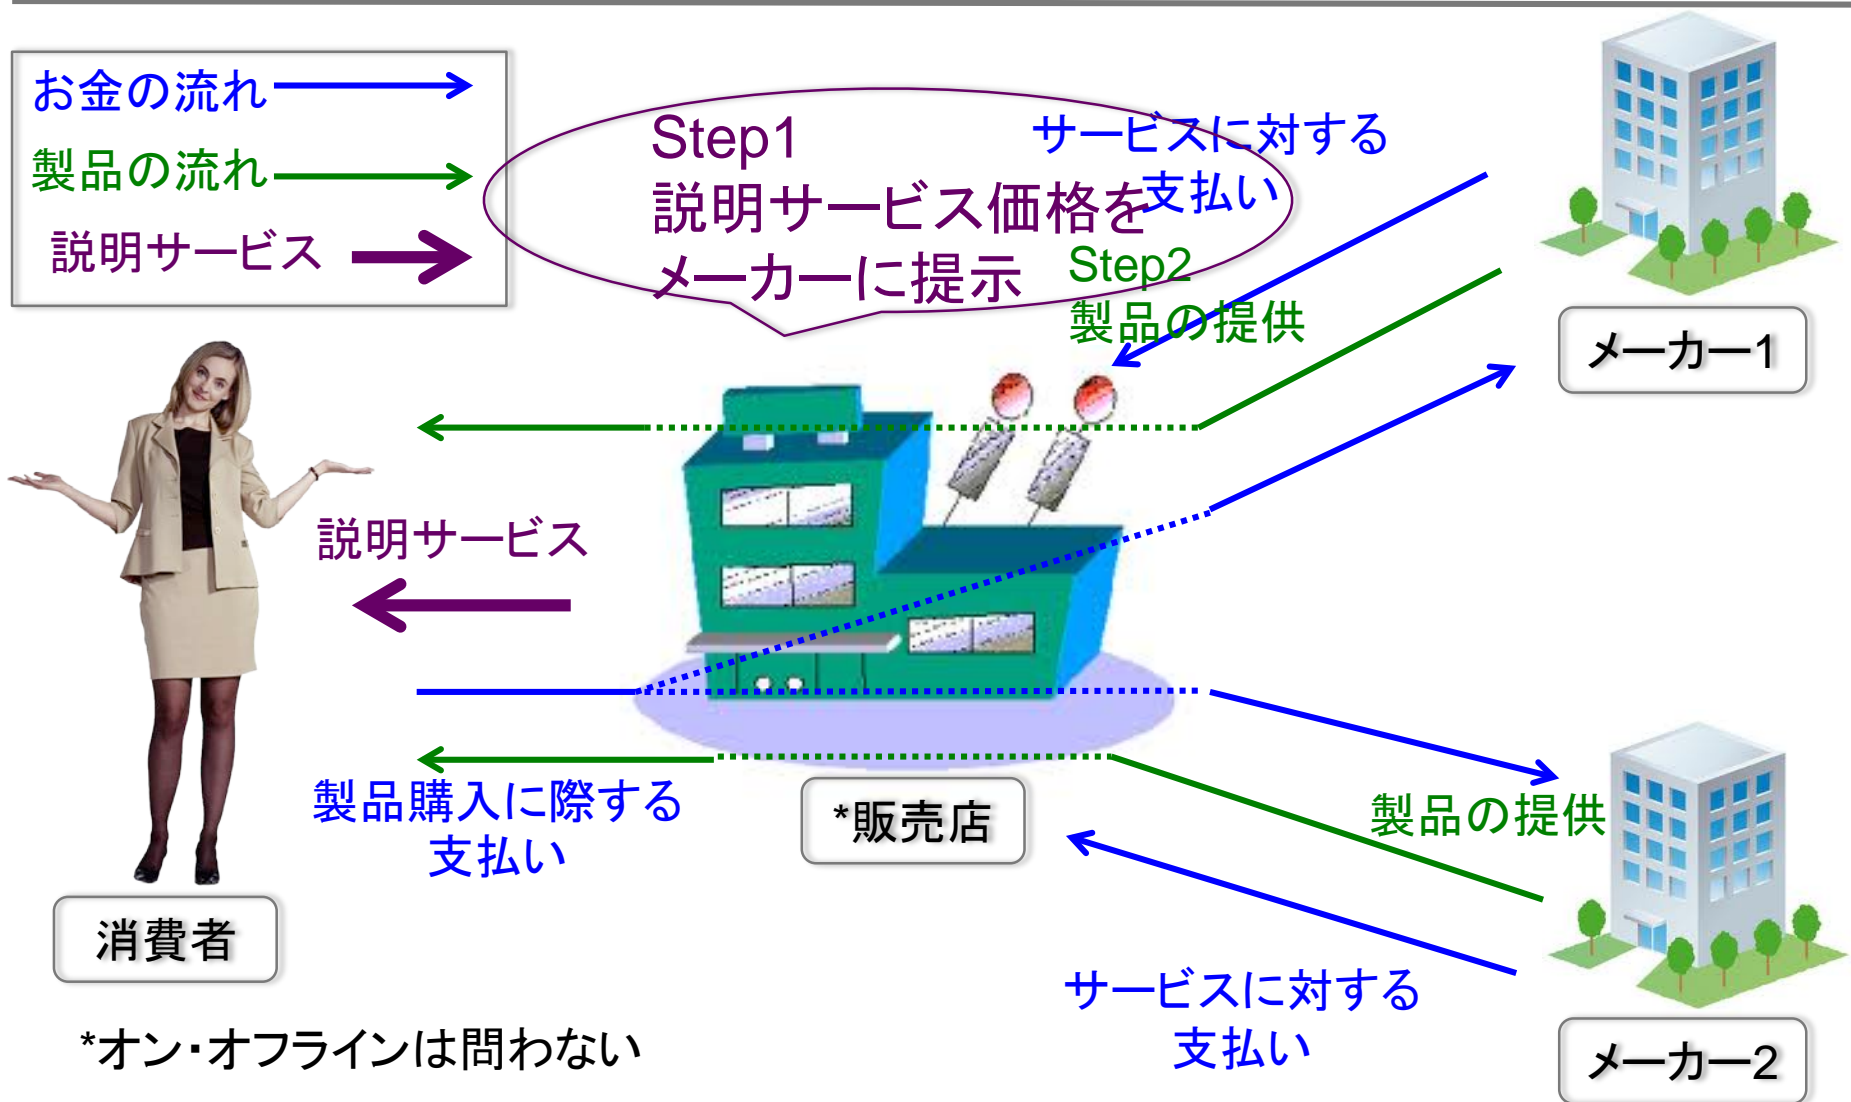 お金の流れ
製品の流れ
説明サービス
Step1
説明サービス価格を
メーカーに提示
サービスに対する
支払い
Step2
製品の提供
メーカー1
説明サービス
製品購入に際する
支払い
*販売店
製品の提供
消費者
サービスに対する
支払い
*オン・オフラインは問わない
メーカー2